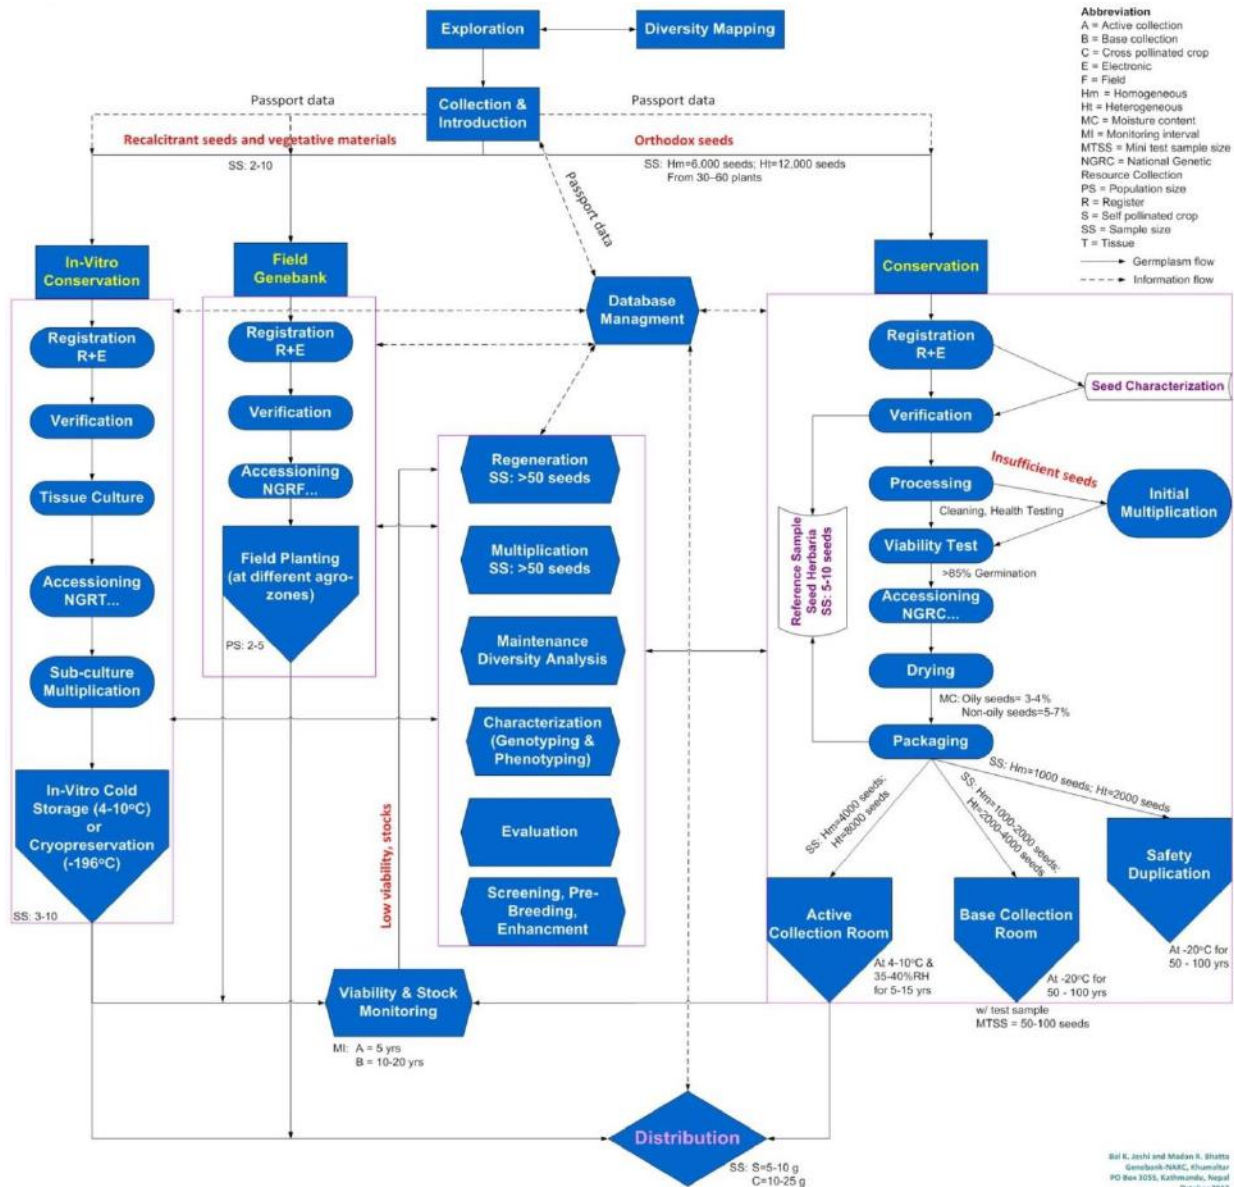 Exploration
Diversity Mapping
Abbreviation
A = Active collection
B = Base collection
C = Cross pollinated crop
E = Electronic
F = Field
Hm = Homogeneous
Ht = Heterogeneous
MC = Moisture content
MI = Monitoring interval
MTSS = Mini test sample size
NGRC = National Genetic
Resource Collection
PS = Population size
R = Register
S = Self pollinated crop
SS = Sample size
T = Tissue
Germplasm flow
Information flow
Passport data
Collection &
Introduction
Passport data
Recalcitrant seeds and vegetative materials
Orthodox seeds
SS: 2-10
SS: Hm=6,000 seeds; Ht=12,000 seeds
From 30–60 plants
Passport data
In-Vitro
Conservation
Field
Genebank
Database
Managment
Conservation
Registration
R+E
Verification
Tissue Culture
Accessioning
NGRT...
Sub-culture
Multiplication
In-Vitro Cold
Storage (4-10°C)
or
Cryopreservation
(-196°C)
SS: 3-10
Registration
R+E
Verification
Accessioning
NGRF...
Field Planting
(at different agro-
zones)
PS: 2-5
Regeneration
SS: >50 seeds
Multiplication
SS: >50 seeds
Maintenance
Diversity Analysis
Characterization
(Genotyping &
Phenotyping)
Evaluation
Screening, Pre-
Breeding,
Enhancment
Low viability, stocks
Viability & Stock
Monitoring
MI: A = 5 yrs
B = 10-20 yrs
Registration
R+E
Seed Characterization
Verification
Processing
Insufficient seeds
Initial
Multiplication
Cleaning, Health Testing
Viability Test
>85% Germination
Reference Sample
Seed Herbaria
SS: 5-10 seeds
Accessioning
NGRC...
Drying
MC: Oily seeds= 3-4%
Non-oily seeds=5-7%
Packaging
SS: Hm=4000 seeds;
Ht=8000 seeds
SS: Hm=1000-2000 seeds;
Ht=2000-4000 seeds
SS: Hm=1000 seeds; Ht=2000 seeds
Active
Collection Room
At 4-10°C &
35-40%RH
for 5-15 yrs
Base Collection
Room
At -20°C for
50 - 100 yrs
w/ test sample
MTSS = 50-100 seeds
Safety
Duplication
At -20°C for
50 - 100 yrs
Distribution
SS: S=5-10 g
C=10-25 g
Bal K. Joshi and Madan R. Bhatta
Genebank-NARC, Khumaltar
PO Box 3055, Kathmandu, Nepal